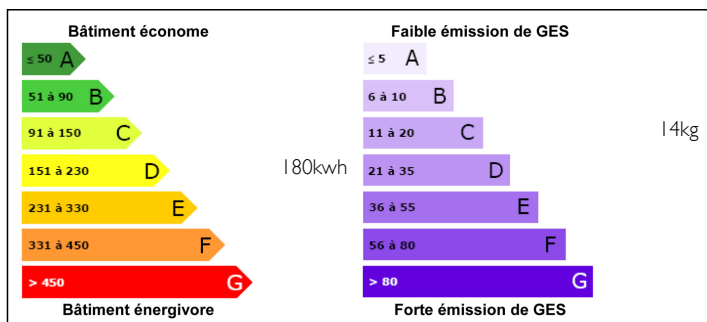 Bâtiment économe
≤ 50 A
51 à 90 B
91 à 150 C
151 à 230 D
180kwh
231 à 330 E
331 à 450 F
> 450 G
Bâtiment énergivore
Faible émission de GES
≤ 5 A
6 à 10 B
11 à 20 C
14kg
21 à 35 D
36 à 55 E
56 à 80 F
> 80 G
Forte émission de GES